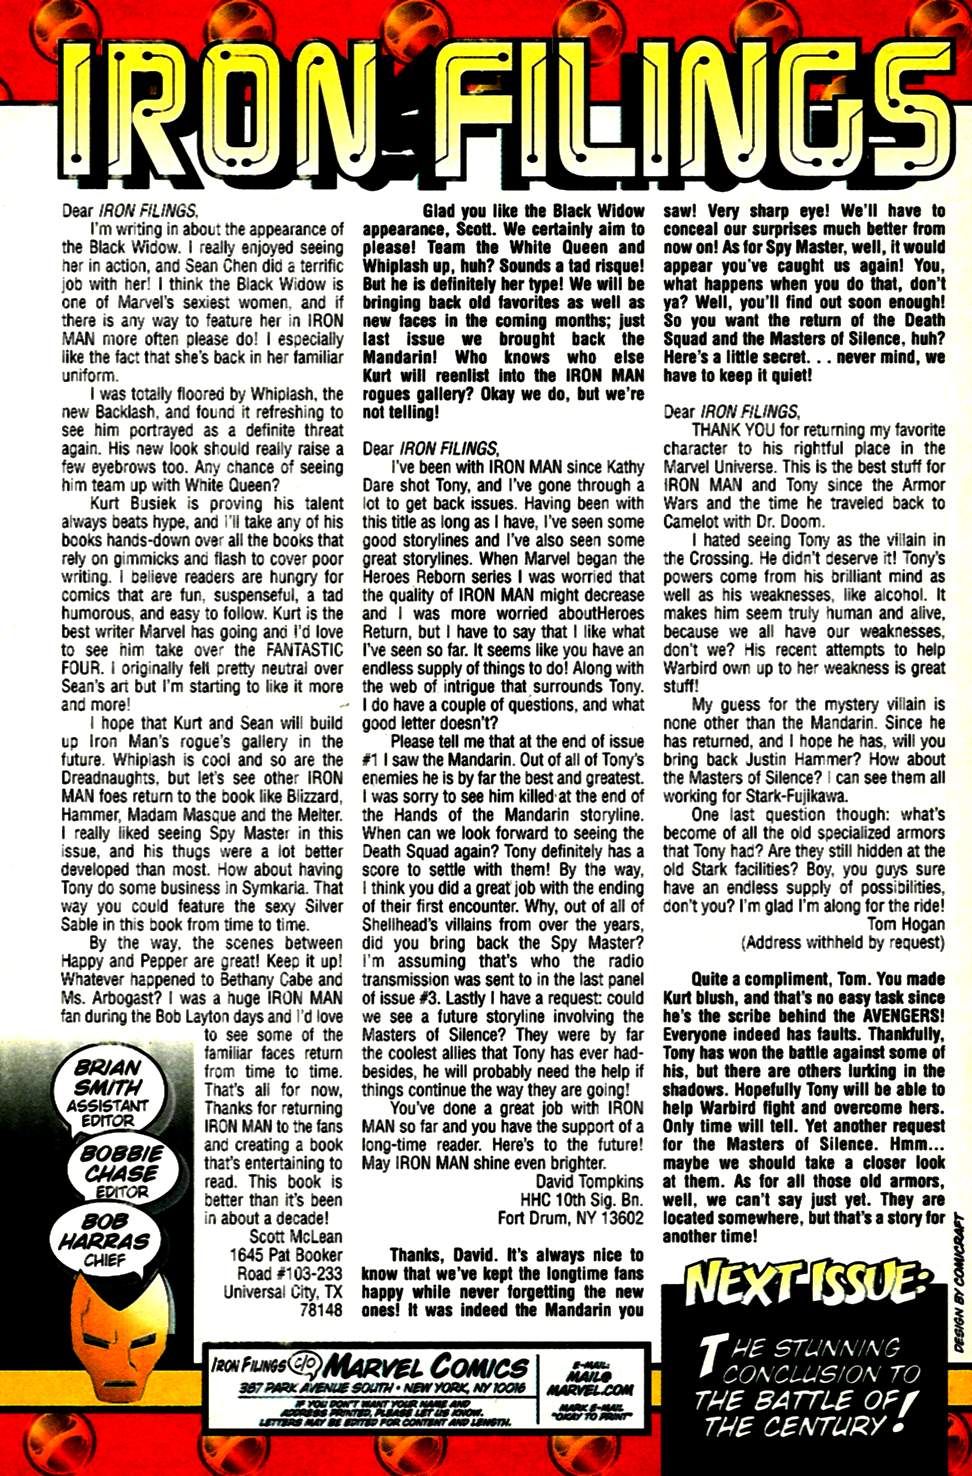 IRON FILINGS
Dear IRON FILINGS,
I'm writing in about the appearance of
the Black Widow. I really enjoyed seeing
her in action, and Sean Chen did a terrific
job with her! I think the Black Widow is
one of Marvel's sexiest women, and if
there is any way to feature her in IRON
MAN more often please do! I especially
like the fact that she's back in her familiar
uniform.
I was totally floored by Whiplash, the
new Backlash, and found it refreshing to
see him portrayed as a definite threat
again. His new look should really raise a
few eyebrows too. Any chance of seeing
him team up with White Queen?
Kurt Busiek is proving his talent
always beats hype, and i'll take any of his
books hands-down over all the books that
rely on gimmicks and flash to cover poor
writing. I believe readers are hungry for
comics that are fun, suspenseful, a tad
humorous, and easy to follow. Kurt is the
best writer Marvel has going and I'd love
to see him take over the FANTASTIC
FOUR. I originally felt pretty neutral over
Sean's art but I'm starting to like it more
and more!
I hope that Kurt and Sean will build
up Iron Man's rogue's gallery in the
future. Whiplash is cool and so are the
Dreadnaughts, but let's see other IRON
MAN foes return to the book like Blizzard,
Hammer, Madam Masque and the Melter.
I really liked seeing Spy Master in this
issue, and his thugs were a lot better
developed than most. How about having
Tony do some business in Symkaria. That
way you could feature the sexy Silver
Sable in this book from time to time.
By the way, the scenes between
Happy and Pepper are great! Keep it up!
Whatever happened to Bethany Cabe and
Ms. Arbogast? I was a huge IRON MAN
fan during the Bob Layton days and I'd love
to see some of the
familiar faces return
from time to time.
That's all for now,
Thanks for returning
IRON MAN to the fans
and creating a book
that's entertaining to
read. This book is
better than it's been
in about a decade!
Scott McLean
1645 Pat Booker
Road #103-233
Universal City, TX
78148
BRIAN
SMITH
ASSISTANT
EDITOR
BOBBIE
CHASE
EDITOR
BOB
HARRAS
CHIEF
Glad you like the Black Widow
appearance, Scott. We certainly aim to
please! Team the White Queen and
Whiplash up, huh? Sounds a tad risque!
But he is definitely her type! We will be
bringing back old favorites as well as
new faces in the coming months; just
last issue we brought back the
Mandarin! Who knows who else
Kurt will reenlist into the IRON MAN
rogues gallery? Okay we do, but we're
not telling!
Dear IRON FILINGS,
I've been with IRON MAN since Kathy
Dare shot Tony, and I've gone through a
lot to get back issues. Having been with
this title as long as I have, I've seen some
good storylines and I've also seen some
great storylines. When Marvel began the
Heroes Reborn series I was worried that
the quality of IRON MAN might decrease
and I was more worried aboutHeroes
Return, but I have to say that I like what
I've seen so far. It seems like you have an
endless supply of things to do! Along with
the web of intrigue that surrounds Tony.
I do have a couple of questions, and what
good letter doesn't?
Please tell me that at the end of issue
#1 I saw the Mandarin. Out of all of Tony's
enemies he is by far the best and greatest.
I was sorry to see him killed at the end of
the Hands of the Mandarin storyline.
When can we look forward to seeing the
Death Squad again? Tony definitely has a
score to settle with them! By the way,
I think you did a great job with the ending
of their first encounter. Why, out of all of
Shellhead's villains from over the years,
did you bring back the Spy Master?
I'm assuming that's who the radio
transmission was sent to in the last panel
of issue #3. Lastly I have a request: could
we see a future storyline involving the
Masters of Silence? They were by far
the coolest allies that Tony has ever had-
besides, he will probably need the help if
things continue the way they are going!
You've done a great job with IRON
MAN so far and you have the support of a
long-time reader. Here's to the future!
May IRON MAN shine even brighter.
David Tompkins
HHC 10th Sig. Bn.
Fort Drum, NY 13602
Thanks, David. It's always nice to
know that we've kept the longtime fans
happy while never forgetting the new
ones! It was indeed the Mandarin you
saw! Very sharp eye! We'll have to
conceal our surprises much better from
now on! As for Spy Master, well, it would
appear you've caught us again! You,
what happens when you do that, don't
ya? Well, you'll find out soon enough!
So you want the return of the Death
Squad and the Masters of Silence, huh?
Here's a little secret. . . never mind, we
have to keep it quiet!
Dear IRON FILINGS,
THANK YOU for returning my favorite
character to his rightful place in the
Marvel Universe. This is the best stuff for
IRON MAN and Tony since the Armor
Wars and the time he traveled back to
Camelot with Dr. Doom.
I hated seeing Tony as the villain in
the Crossing. He didn't deserve it! Tony's
powers come from his brilliant mind as
well as his weaknesses, like alcohol. It
makes him seem truly human and alive,
because we all have our weaknesses,
don't we? His recent attempts to help
Warbird own up to her weakness is great
stuff!
My guess for the mystery villain is
none other than the Mandarin. Since he
has returned, and I hope he has, will you
bring back Justin Hammer? How about
the Masters of Silence? I can see them all
working for Stark-Fujikawa.
One last question though: what's
become of all the old specialized armors
that Tony had? Are they still hidden at the
old Stark facilities? Boy, you guys sure
have an endless supply of possibilities,
don't you? I'm glad I'm along for the ride!
Tom Hogan
(Address withheld by request)
Quite a compliment, Tom. You made
Kurt blush, and that's no easy task since
he's the scribe behind the AVENGERS!
Everyone indeed has faults. Thankfully,
Tony has won the battle against some of
his, but there are others lurking in the
shadows. Hopefully Tony will be able to
help Warbird fight and overcome hers.
Only time will tell. Yet another request
for the Masters of Silence. Hmm...
maybe we should take a closer look
at them. As for all those old armors,
well, we can't say just yet. They are
located somewhere, but that's a story for
another time!
DESIGN BY COMICRAFT
NEXT ISSUE:
THE STUNNING
CONCLUSION TO
THE BATTLE OF
THE CENTURY!
IRON FILINGS C/O MARVEL COMICS
387 PARK AVENUE SOUTH • NEW YORK, NY 10016
IF YOU DON'T WANT YOUR NAME AND
ADDRESS PRINTED, PLEASE LET US KNOW.
LETTERS MAY BE EDITED FOR CONTENT AND LENGTH.
E-MAIL:
MAIL@
MARVEL.COM
MARK E-MAIL
"OKAY TO PRINT"